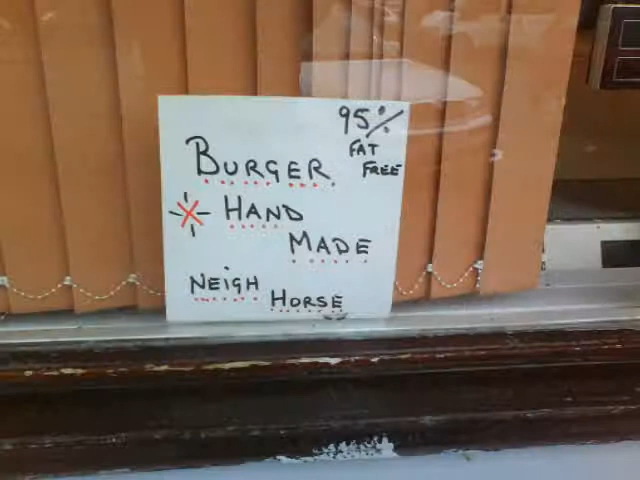 95%
FAT
FREE
BURGER
HAND
MADE
NEIGH
HORSE